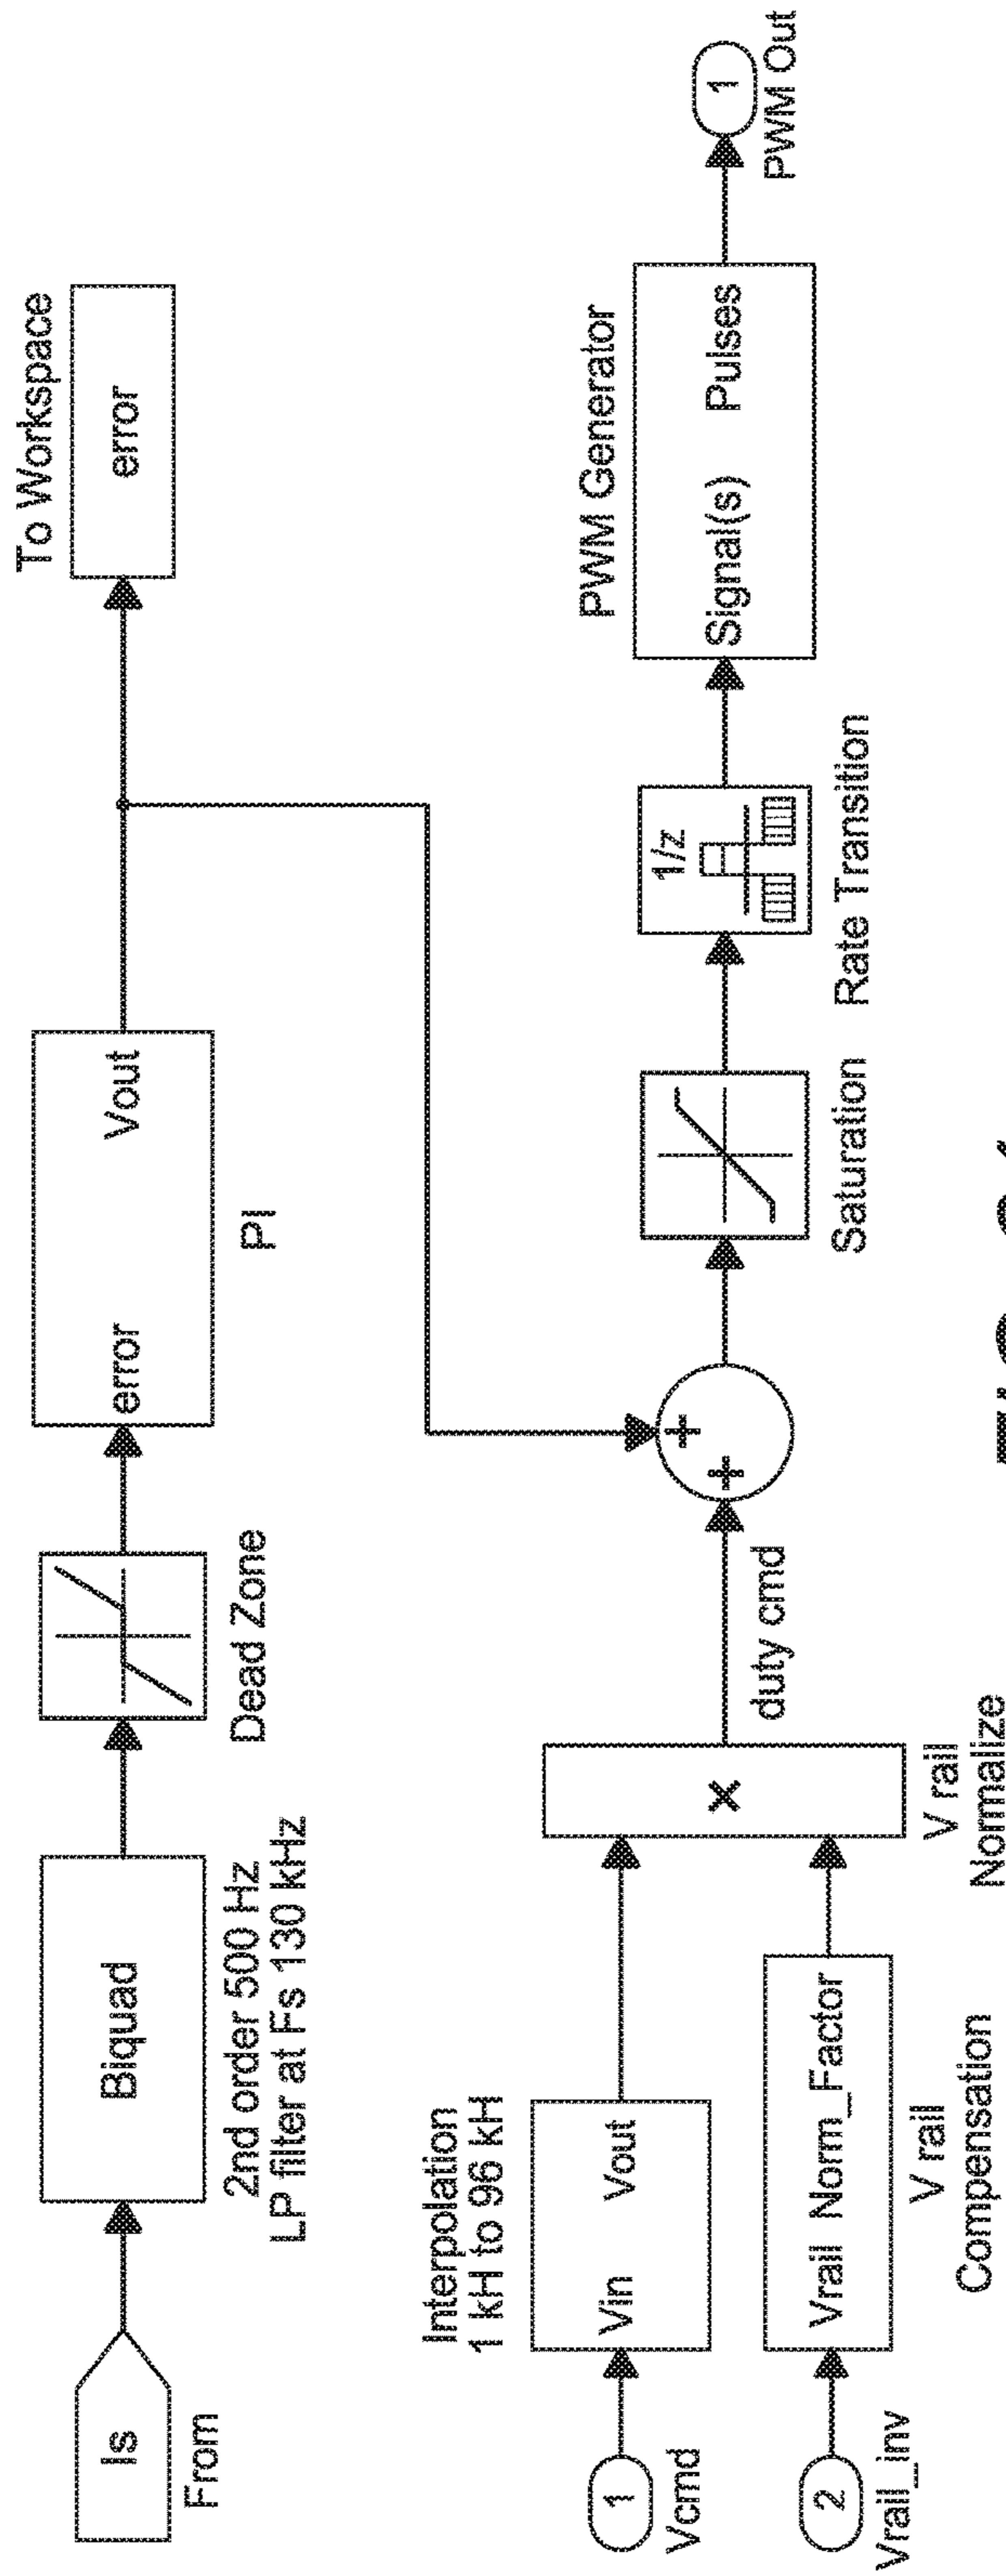 Is
From
Biquad
2nd order 500 Hz
LP filter at Fs 130 kHz
Dead Zone
error Vout
PI
To Workspace
error
1
Vcmd
Interpolation
1 kH to 96 kH
Vin Vout
2
Vrail_inv
Vrail Norm_Factor
V rail
Compensation
×
V rail
Normalize
duty cmd
+
+
Saturation
1/z
Rate Transition
PWM Generator
Signal(s) Pulses
1
PWM Out